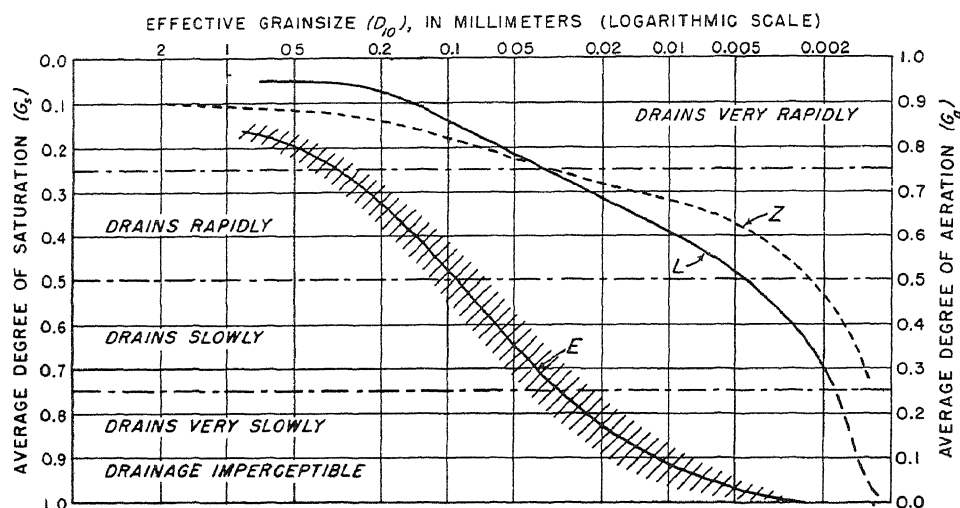 EFFECTIVE GRAINSIZE (D10), IN MILLIMETERS (LOGARITHMIC SCALE)
2 1 0.5 0.2 0.1 0.05 0.02 0.01 0.005 0.002
AVERAGE DEGREE OF SATURATION (Gs)
0.0
0.1
0.2
0.3
0.4
0.5
0.6
0.7
0.8
0.9
1.0
DRAINS VERY RAPIDLY
DRAINS RAPIDLY
DRAINS SLOWLY
DRAINS VERY SLOWLY
DRAINAGE IMPERCEPTIBLE
Z
L
E
1.0
0.9
0.8
0.7
0.6
0.5
0.4
0.3
0.2
0.1
0.0
AVERAGE DEGREE OF AERATION (Ga)